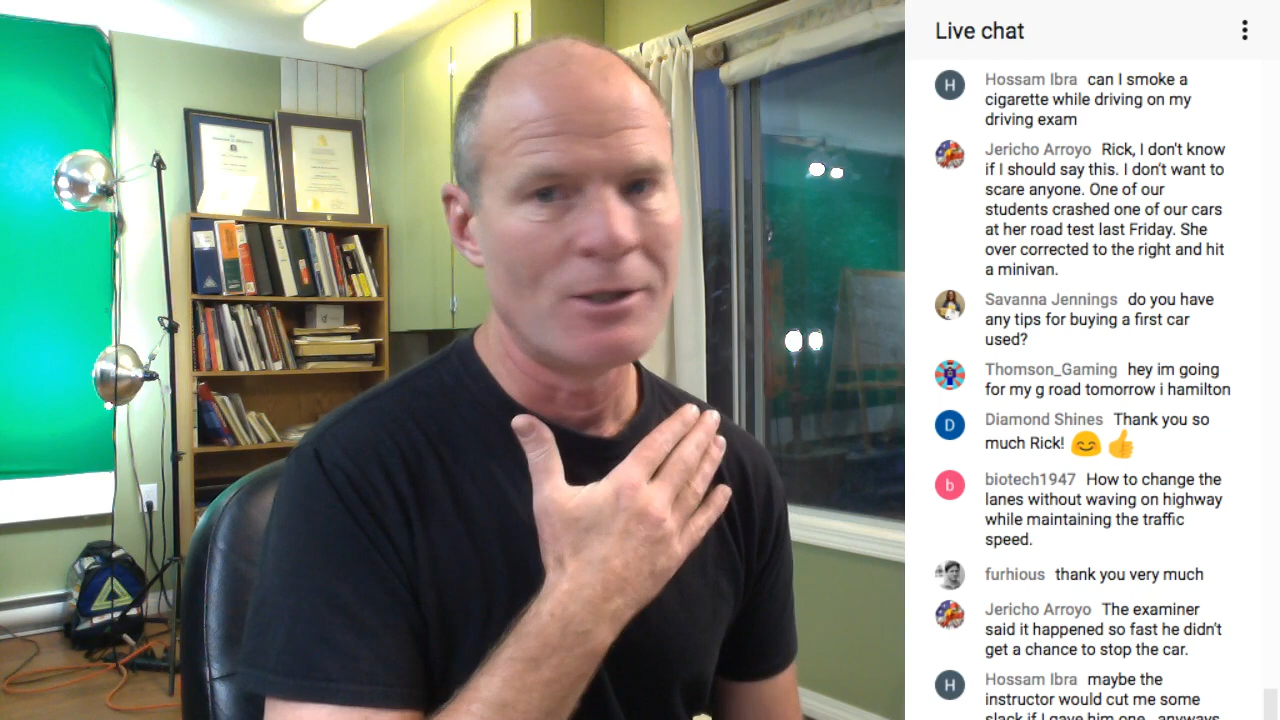 Live chat
Hossam Ibra can I smoke a
cigarette while driving on my
driving exam
Jericho Arroyo Rick, I don't know
if I should say this. I don't want to
scare anyone. One of our
students crashed one of our cars
at her road test last Friday. She
over corrected to the right and hit
a minivan.
Savanna Jennings do you have
any tips for buying a first car
used?
Thomson_Gaming hey im going
for my g road tomorrow i hamilton
Diamond Shines Thank you so
much Rick! 😊 👍
biotech1947 How to change the
lanes without waving on highway
while maintaining the traffic
speed.
furhious thank you very much
Jericho Arroyo The examiner
said it happened so fast he didn't
get a chance to stop the car.
Hossam Ibra maybe the
instructor would cut me some
slack if I gave him one anyways